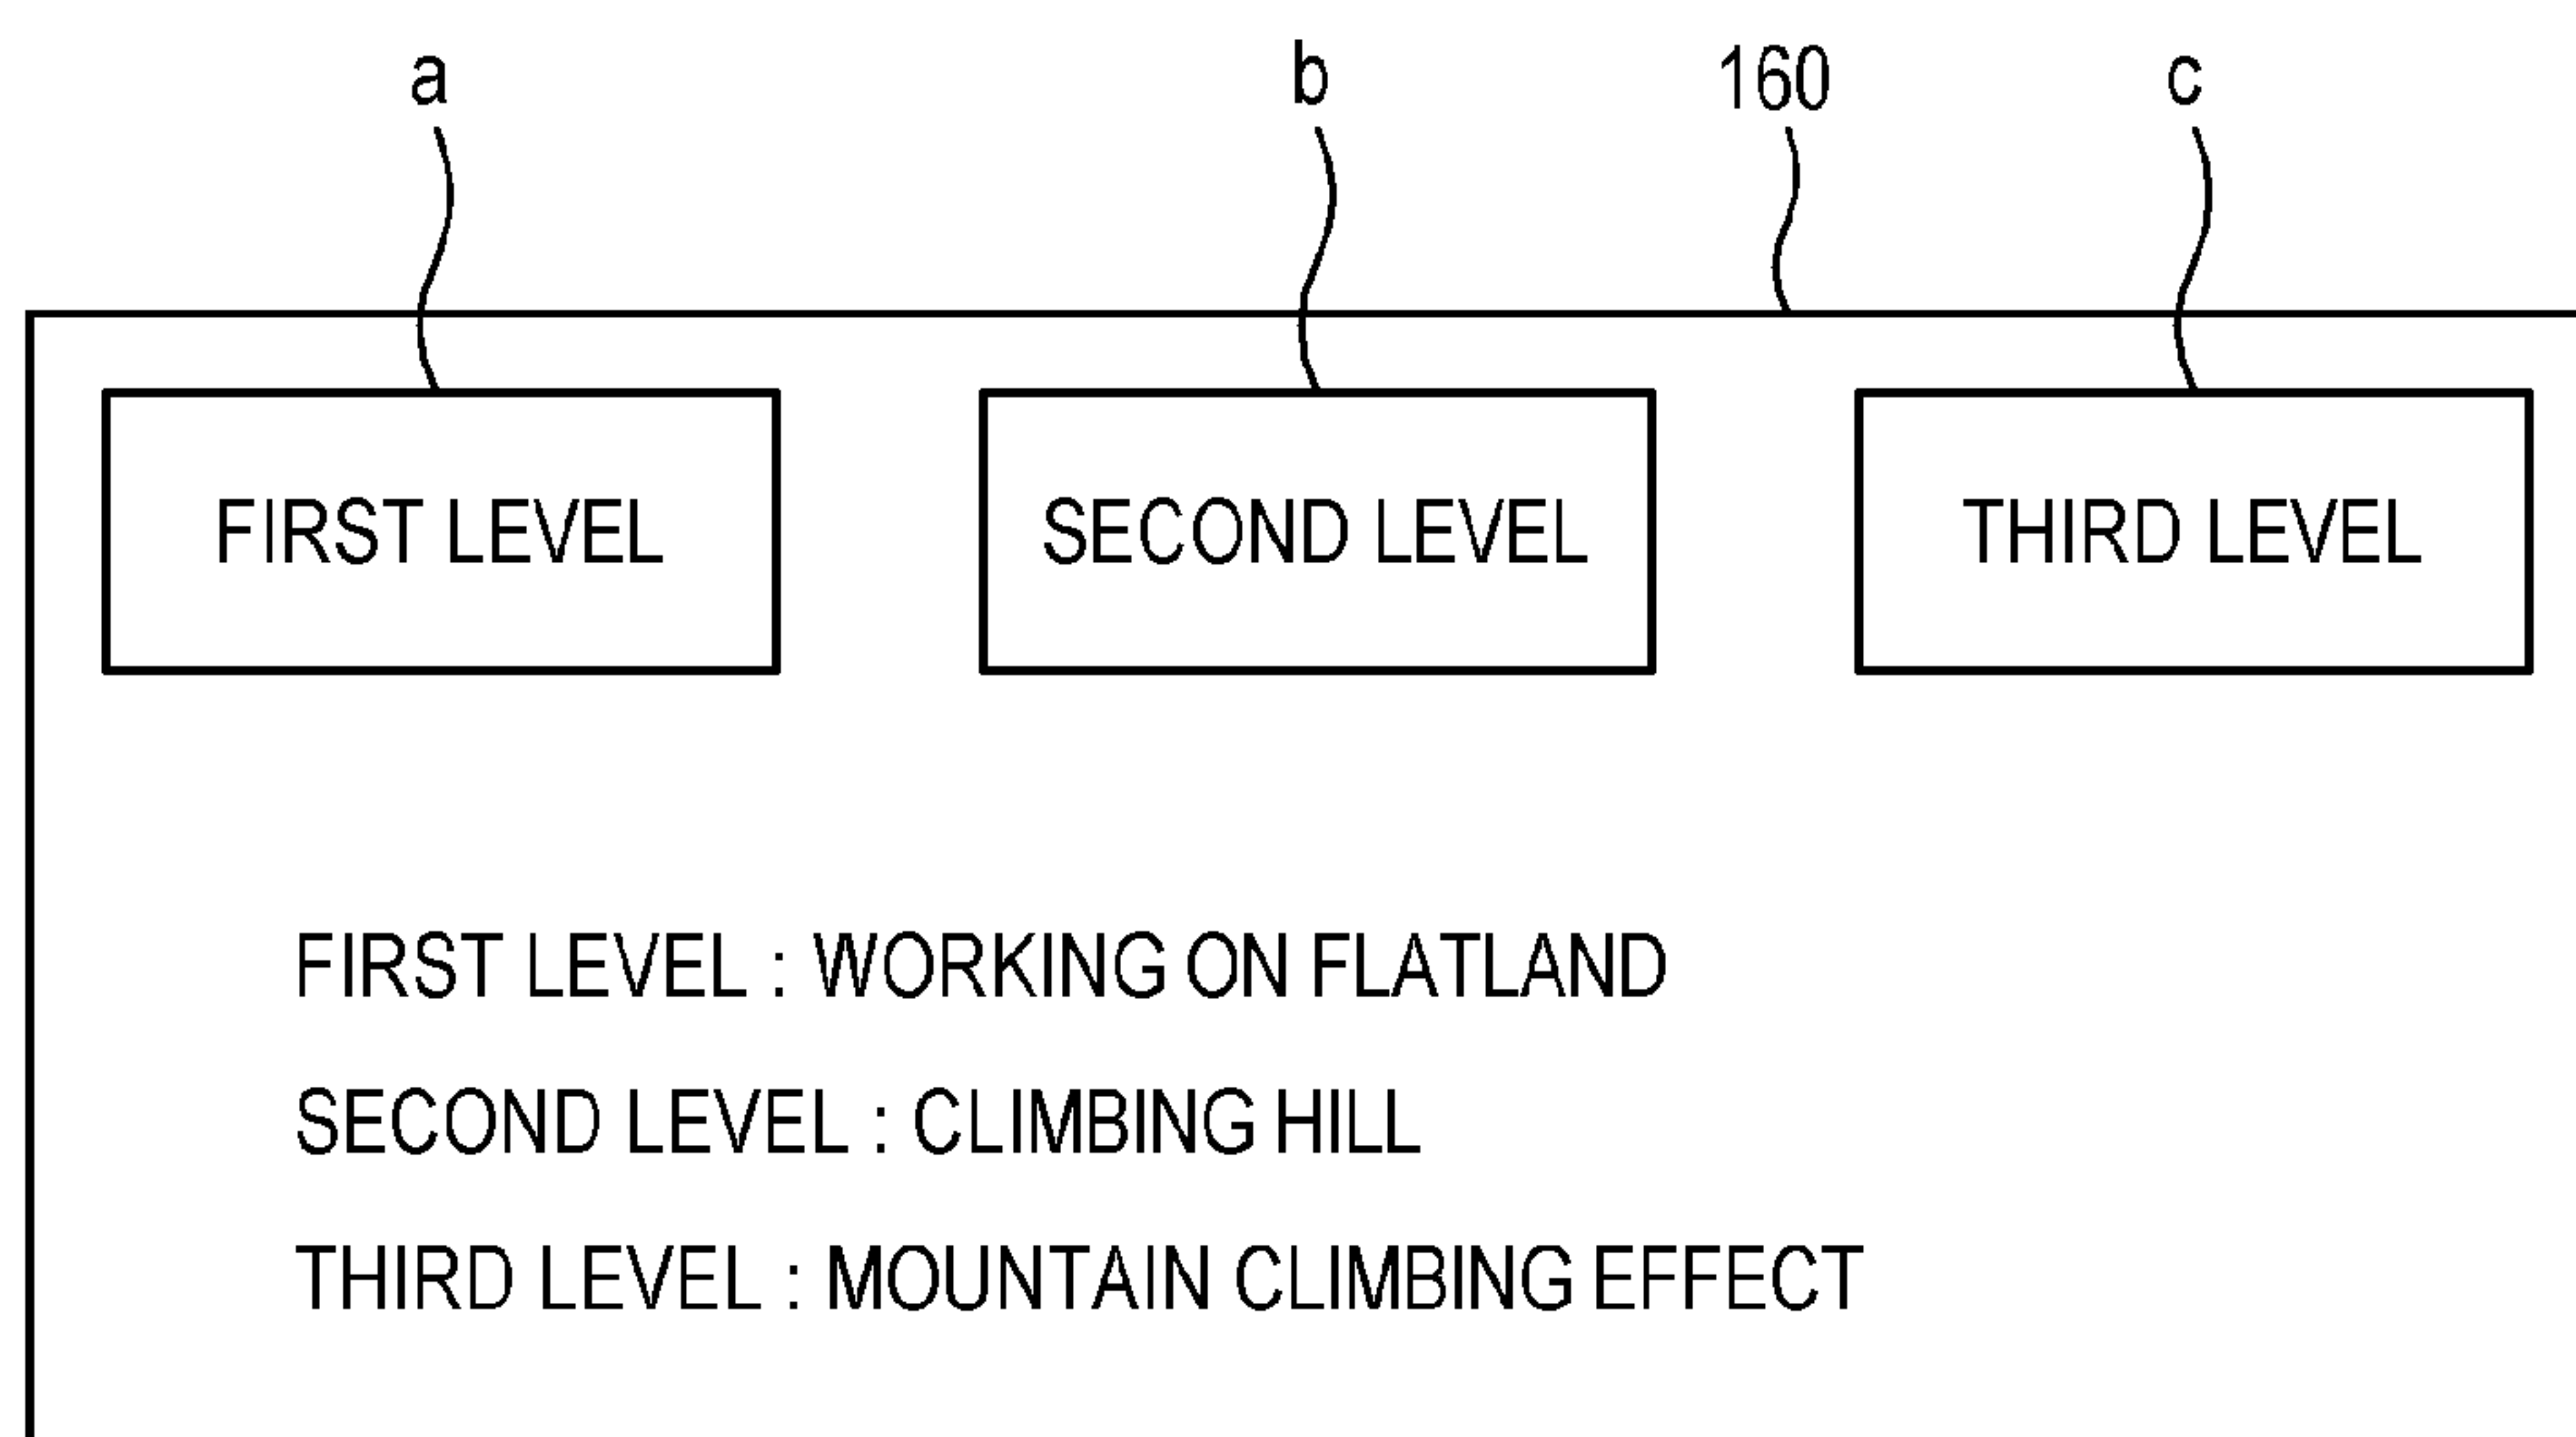 a b 160 c
FIRST LEVEL SECOND LEVEL THIRD LEVEL
FIRST LEVEL : WORKING ON FLATLAND
SECOND LEVEL : CLIMBING HILL
THIRD LEVEL : MOUNTAIN CLIMBING EFFECT